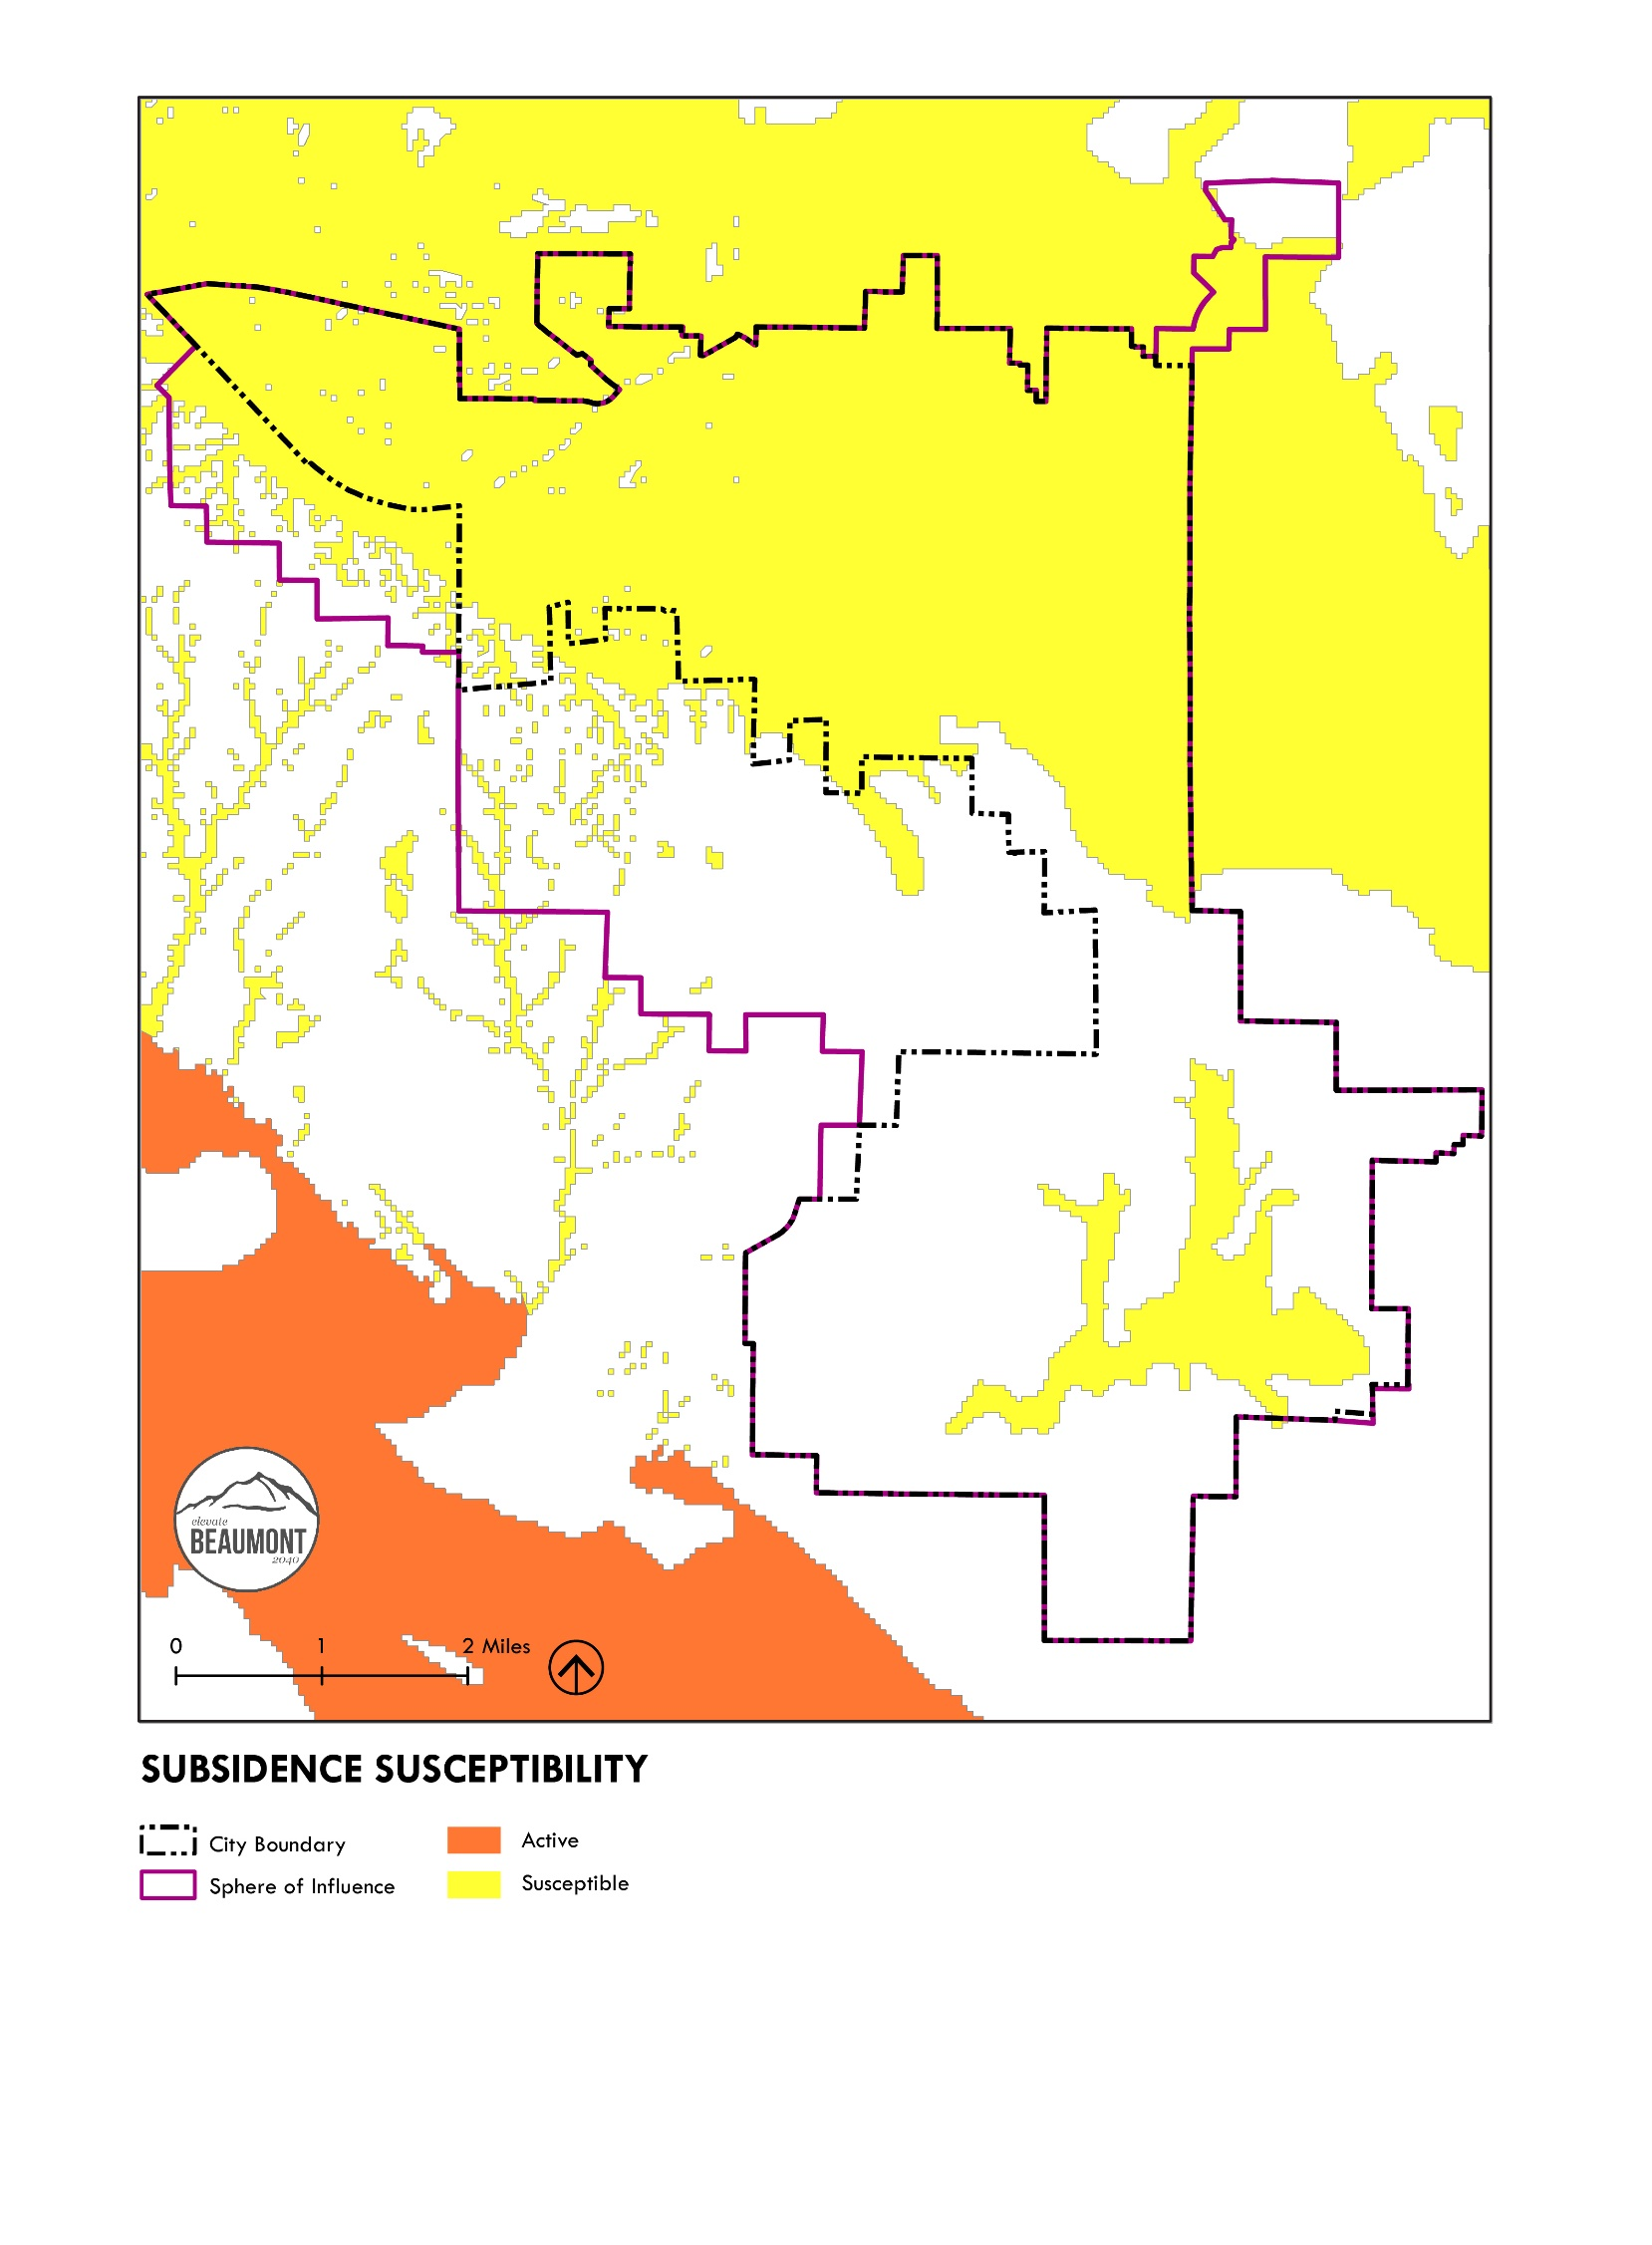 elevate
BEAUMONT
2040
0 1 2 Miles
SUBSIDENCE SUSCEPTIBILITY
City Boundary
Active
Sphere of Influence
Susceptible